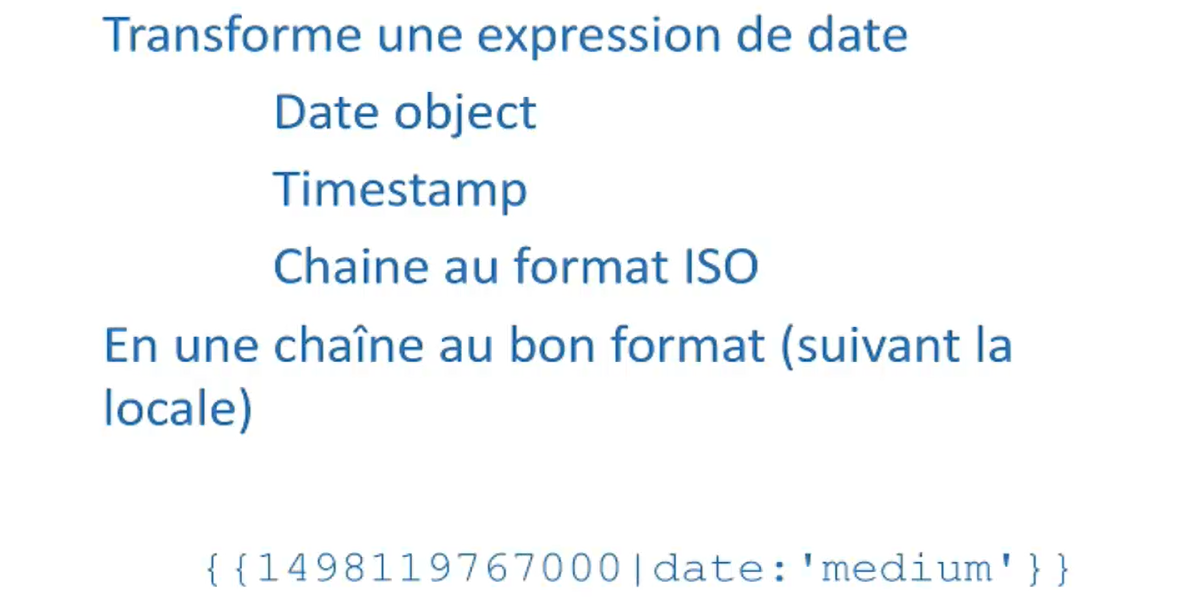 Transforme une expression de date
Date object
Timestamp
Chaine au format ISO
En une chaîne au bon format (suivant la
locale)
{{1498119767000|date:'medium'}}